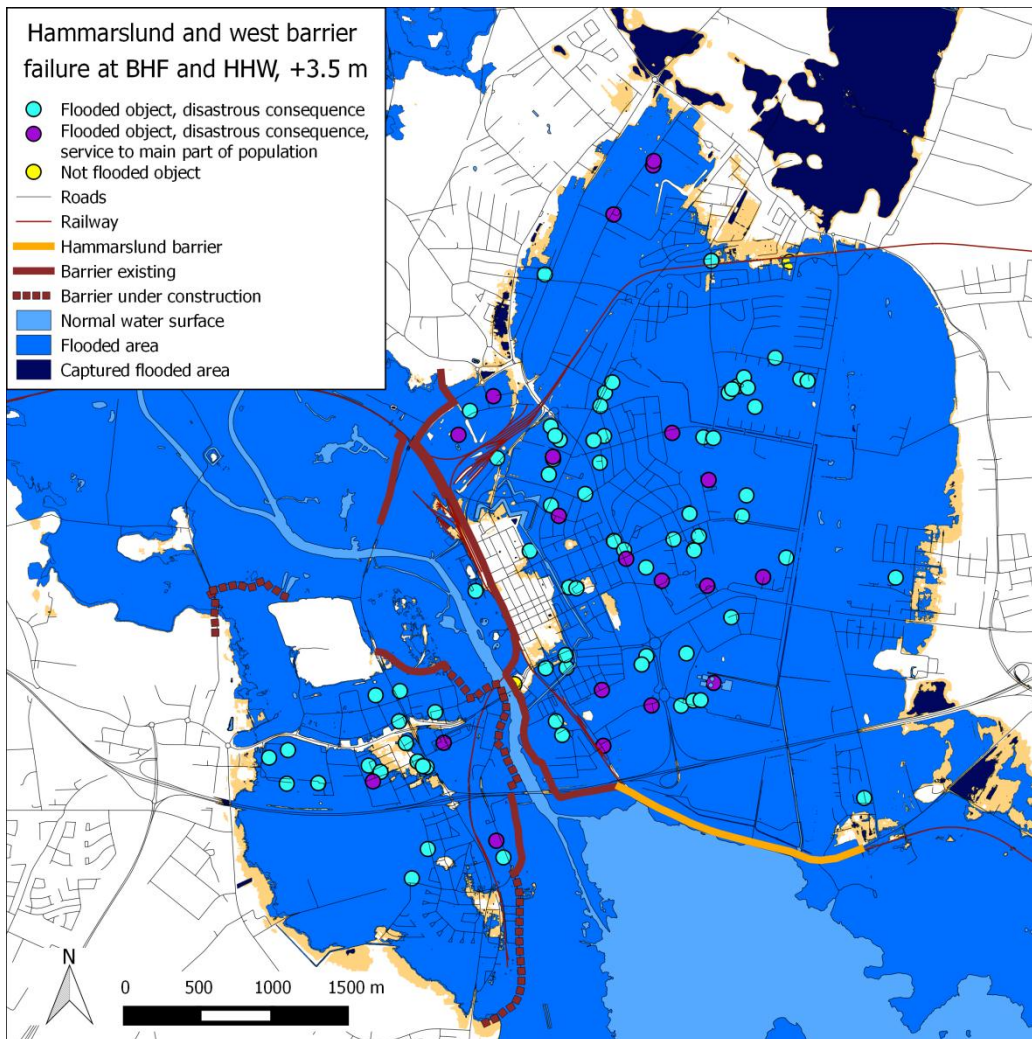 Hammarslund and west barrier
failure at BHF and HHW, +3.5 m
Flooded object, disastrous consequence
Flooded object, disastrous consequence,
service to main part of population
Not flooded object
Roads
Railway
Hammarslund barrier
Barrier existing
Barrier under construction
Normal water surface
Flooded area
Captured flooded area
N
0 500 1000 1500 m